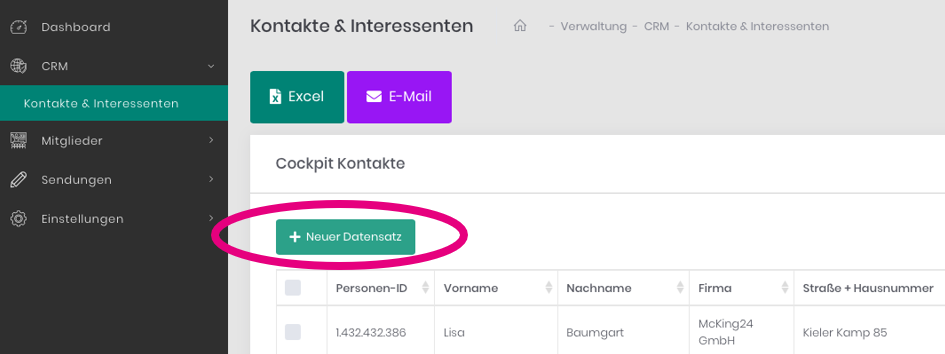 Dashboard
CRM
Kontakte & Interessenten
Mitglieder
Sendungen
Einstellungen
Kontakte & Interessenten
- Verwaltung - CRM - Kontakte & Interessenten
Excel
E-Mail
Cockpit Kontakte
+ Neuer Datensatz
Personen-ID Vorname Nachname Firma Straße + Hausnummer
1.432.432.386 Lisa Baumgart McKing24 GmbH Kieler Kamp 85